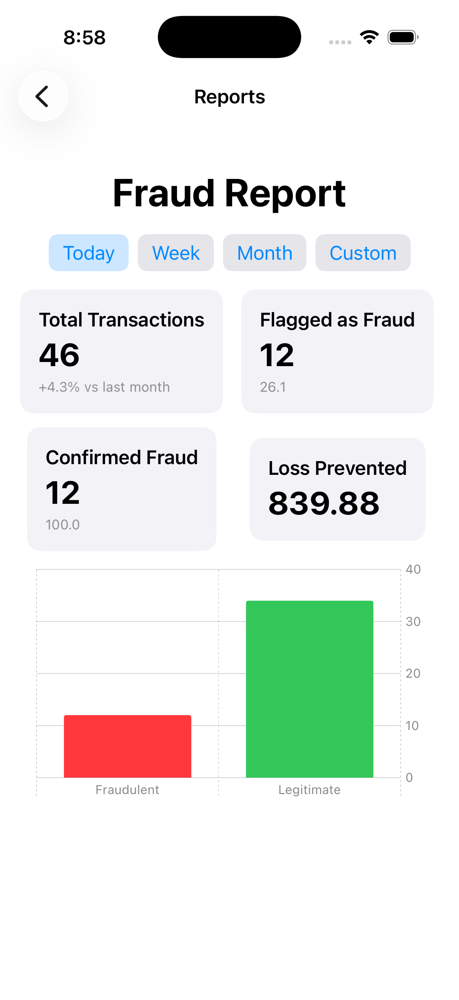 8:58
Reports
Fraud Report
Today Week Month Custom
Total Transactions
46
+4.3% vs last month
Flagged as Fraud
12
26.1
Confirmed Fraud
12
100.0
Loss Prevented
839.88
40
30
20
10
0
Fraudulent Legitimate